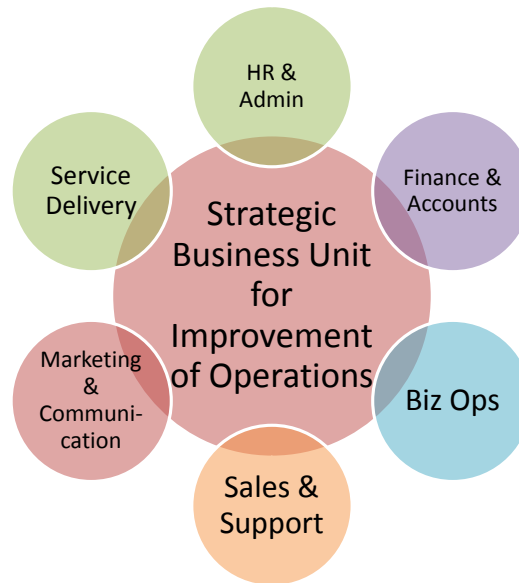 HR &
Admin
Finance &
Accounts
Biz Ops
Sales &
Support
Marketing
&
Communi-
cation
Service
Delivery
Strategic
Business Unit
for
Improvement
of Operations